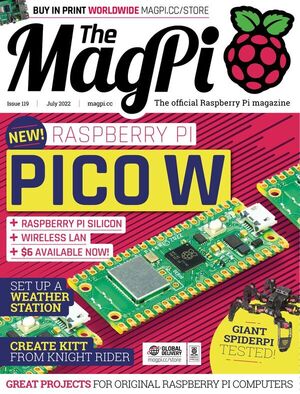 BUY IN PRINT WORLDWIDE MAGPI.CC/STORE
The
MagPi
Issue 119 | July 2022 | magpi.cc
The official Raspberry Pi magazine
NEW!
RASPBERRY PI
PICO W
+ RASPBERRY PI SILICON
+ WIRELESS LAN
+ $6 AVAILABLE NOW!
SET UP A
WEATHER
STATION
CREATE KITT
FROM KNIGHT RIDER
GLOBAL
DELIVERY
magpi.cc/store
GIANT
SPIDERPI
TESTED!
GREAT PROJECTS FOR ORIGINAL RASPBERRY PI COMPUTERS